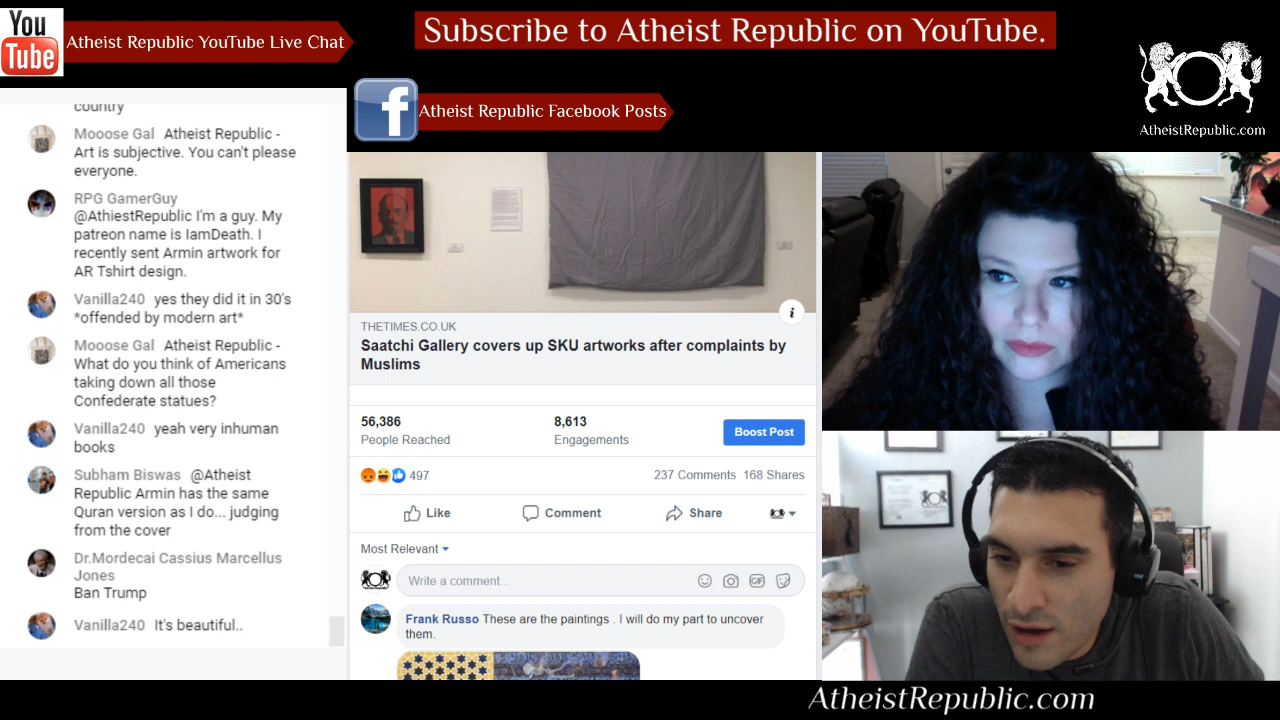 You
Tube
Atheist Republic YouTube Live Chat
Subscribe to Atheist Republic on YouTube.
AtheistRepublic.com
f
Atheist Republic Facebook Posts
country
Mooose Gal Atheist Republic -
Art is subjective. You can't please
everyone.
RPG GamerGuy
@AthiestRepublic I'm a guy. My
patreon name is IamDeath. I
recently sent Armin artwork for
AR Tshirt design.
Vanilla240 yes they did it in 30's
*offended by modern art*
Mooose Gal Atheist Republic -
What do you think of Americans
taking down all those
Confederate statues?
Vanilla240 yeah very inhuman
books
Subham Biswas @Atheist
Republic Armin has the same
Quran version as I do... judging
from the cover
Dr.Mordecai Cassius Marcellus
Jones
Ban Trump
Vanilla240 It's beautiful..
i
THETIMES.CO.UK
Saatchi Gallery covers up SKU artworks after complaints by
Muslims
56,386
People Reached
8,613
Engagements
Boost Post
497
237 Comments 168 Shares
Like
Comment
Share
Most Relevant
Write a comment...
GIF
Frank Russo These are the paintings . I will do my part to uncover
them.
AtheistRepublic.com